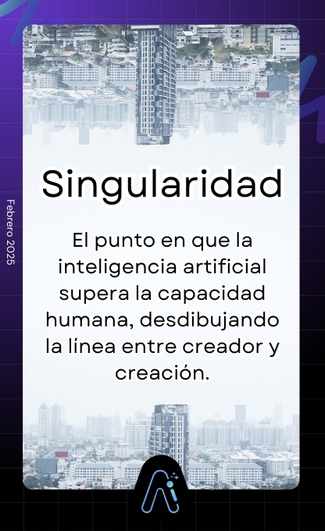 Singularidad
El punto en que la
inteligencia artificial
supera la capacidad
humana, desdibujando
la línea entre creador y
creación.
Febrero 2025